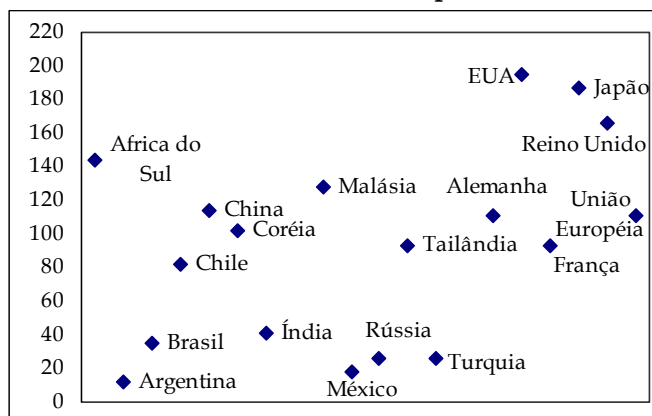 220
200
180
160
140
120
100
80
60
40
20
0
EUA
Japão
Reino Unido
Africa do
Sul
Malásia
Alemanha
União
Européia
China
Coréia
Tailândia
França
Chile
Índia
Rússia
Brasil
Turquia
Argentina
México